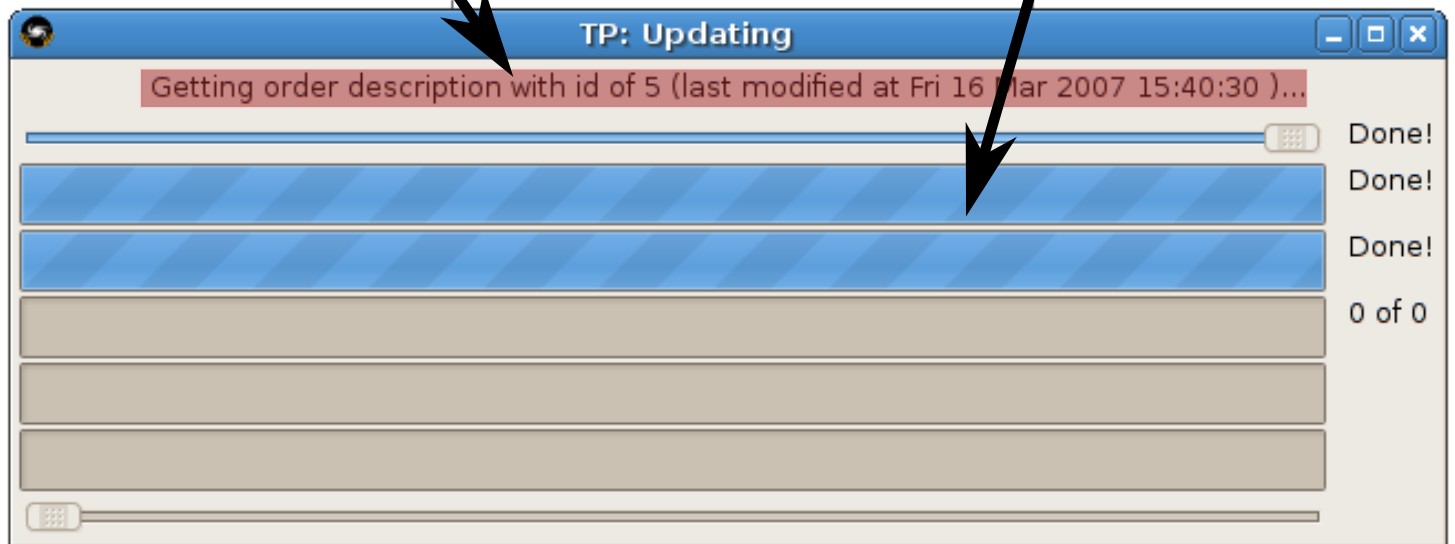 TP: Updating
Getting order description with id of 5 (last modified at Fri 16 Mar 2007 15:40:30 )...
Done!
Done!
Done!
0 of 0